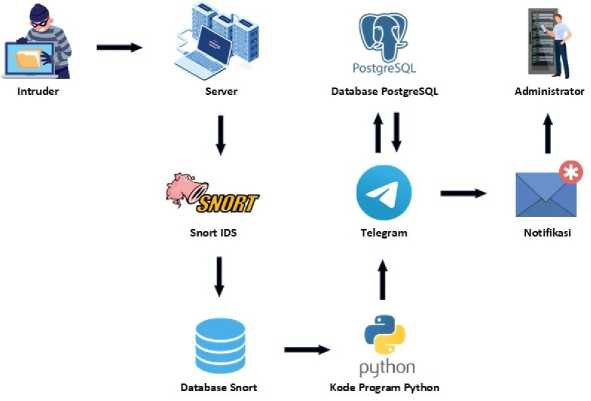 PostgreSQL
Intruder
Server
Database PostgreSQL
Administrator
SNORT
Snort IDS
Telegram
Notifikasi
python
Database Snort
Kode Program Python